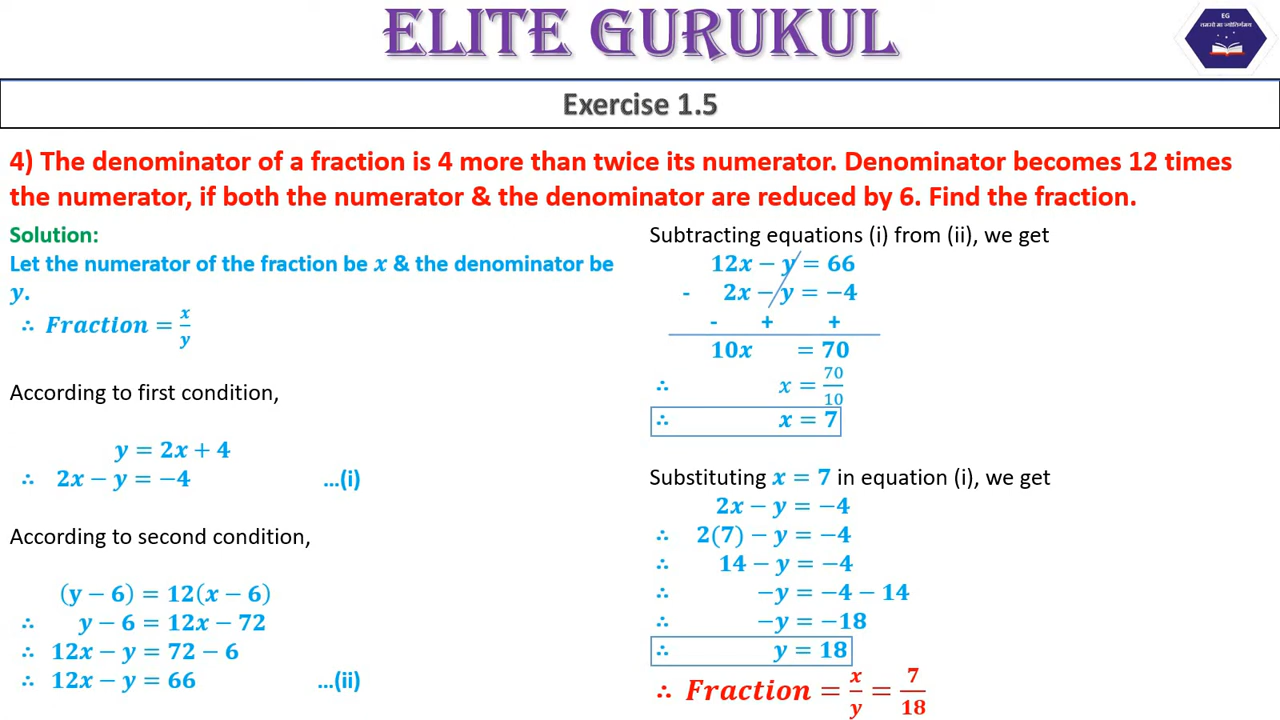 ELITE GURUKUL
EG
Exercise 1.5
4) The denominator of a fraction is 4 more than twice its numerator. Denominator becomes 12 times
the numerator, if both the numerator & the denominator are reduced by 6. Find the fraction.
Solution:
Let the numerator of the fraction be x & the denominator be
y.
∴ Fraction = x/y
According to first condition,
y = 2x + 4
∴ 2x − y = −4 ...(i)
According to second condition,
(y − 6) = 12(x − 6)
∴ y − 6 = 12x − 72
∴ 12x − y = 72 − 6
∴ 12x − y = 66 ...(ii)
Subtracting equations (i) from (ii), we get
12x − y = 66
- 2x − y = −4
- + +
10x = 70
∴ x = 70/10
∴ x = 7
Substituting x = 7 in equation (i), we get
2x − y = −4
∴ 2(7) − y = −4
∴ 14 − y = −4
∴ −y = −4 − 14
∴ −y = −18
∴ y = 18
∴ Fraction = x/y = 7/18